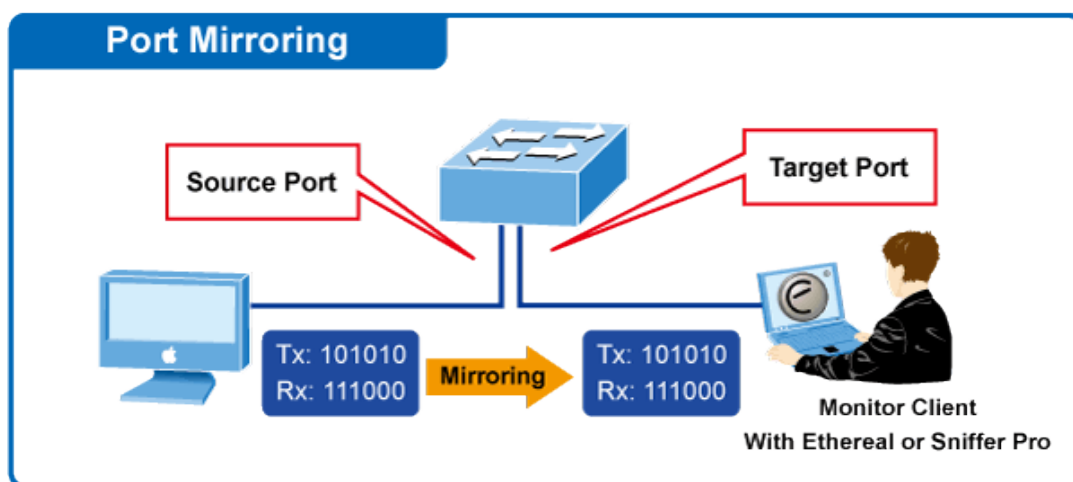 Port Mirroring
Source Port
Target Port
Tx: 101010
Rx: 111000
Mirroring
Tx: 101010
Rx: 111000
Monitor Client
With Ethereal or Sniffer Pro